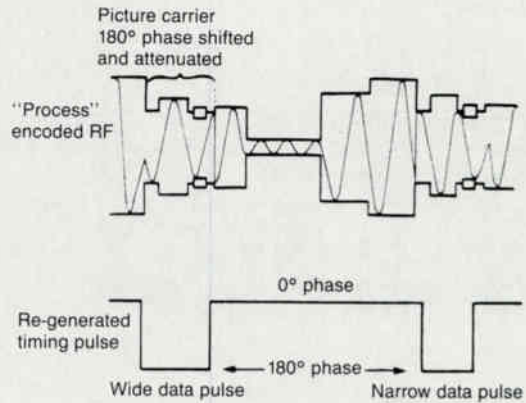 Picture carrier
180° phase shifted
and attenuated
"Process"
encoded RF
0° phase
Re-generated
timing pulse
180° phase
Wide data pulse
Narrow data pulse